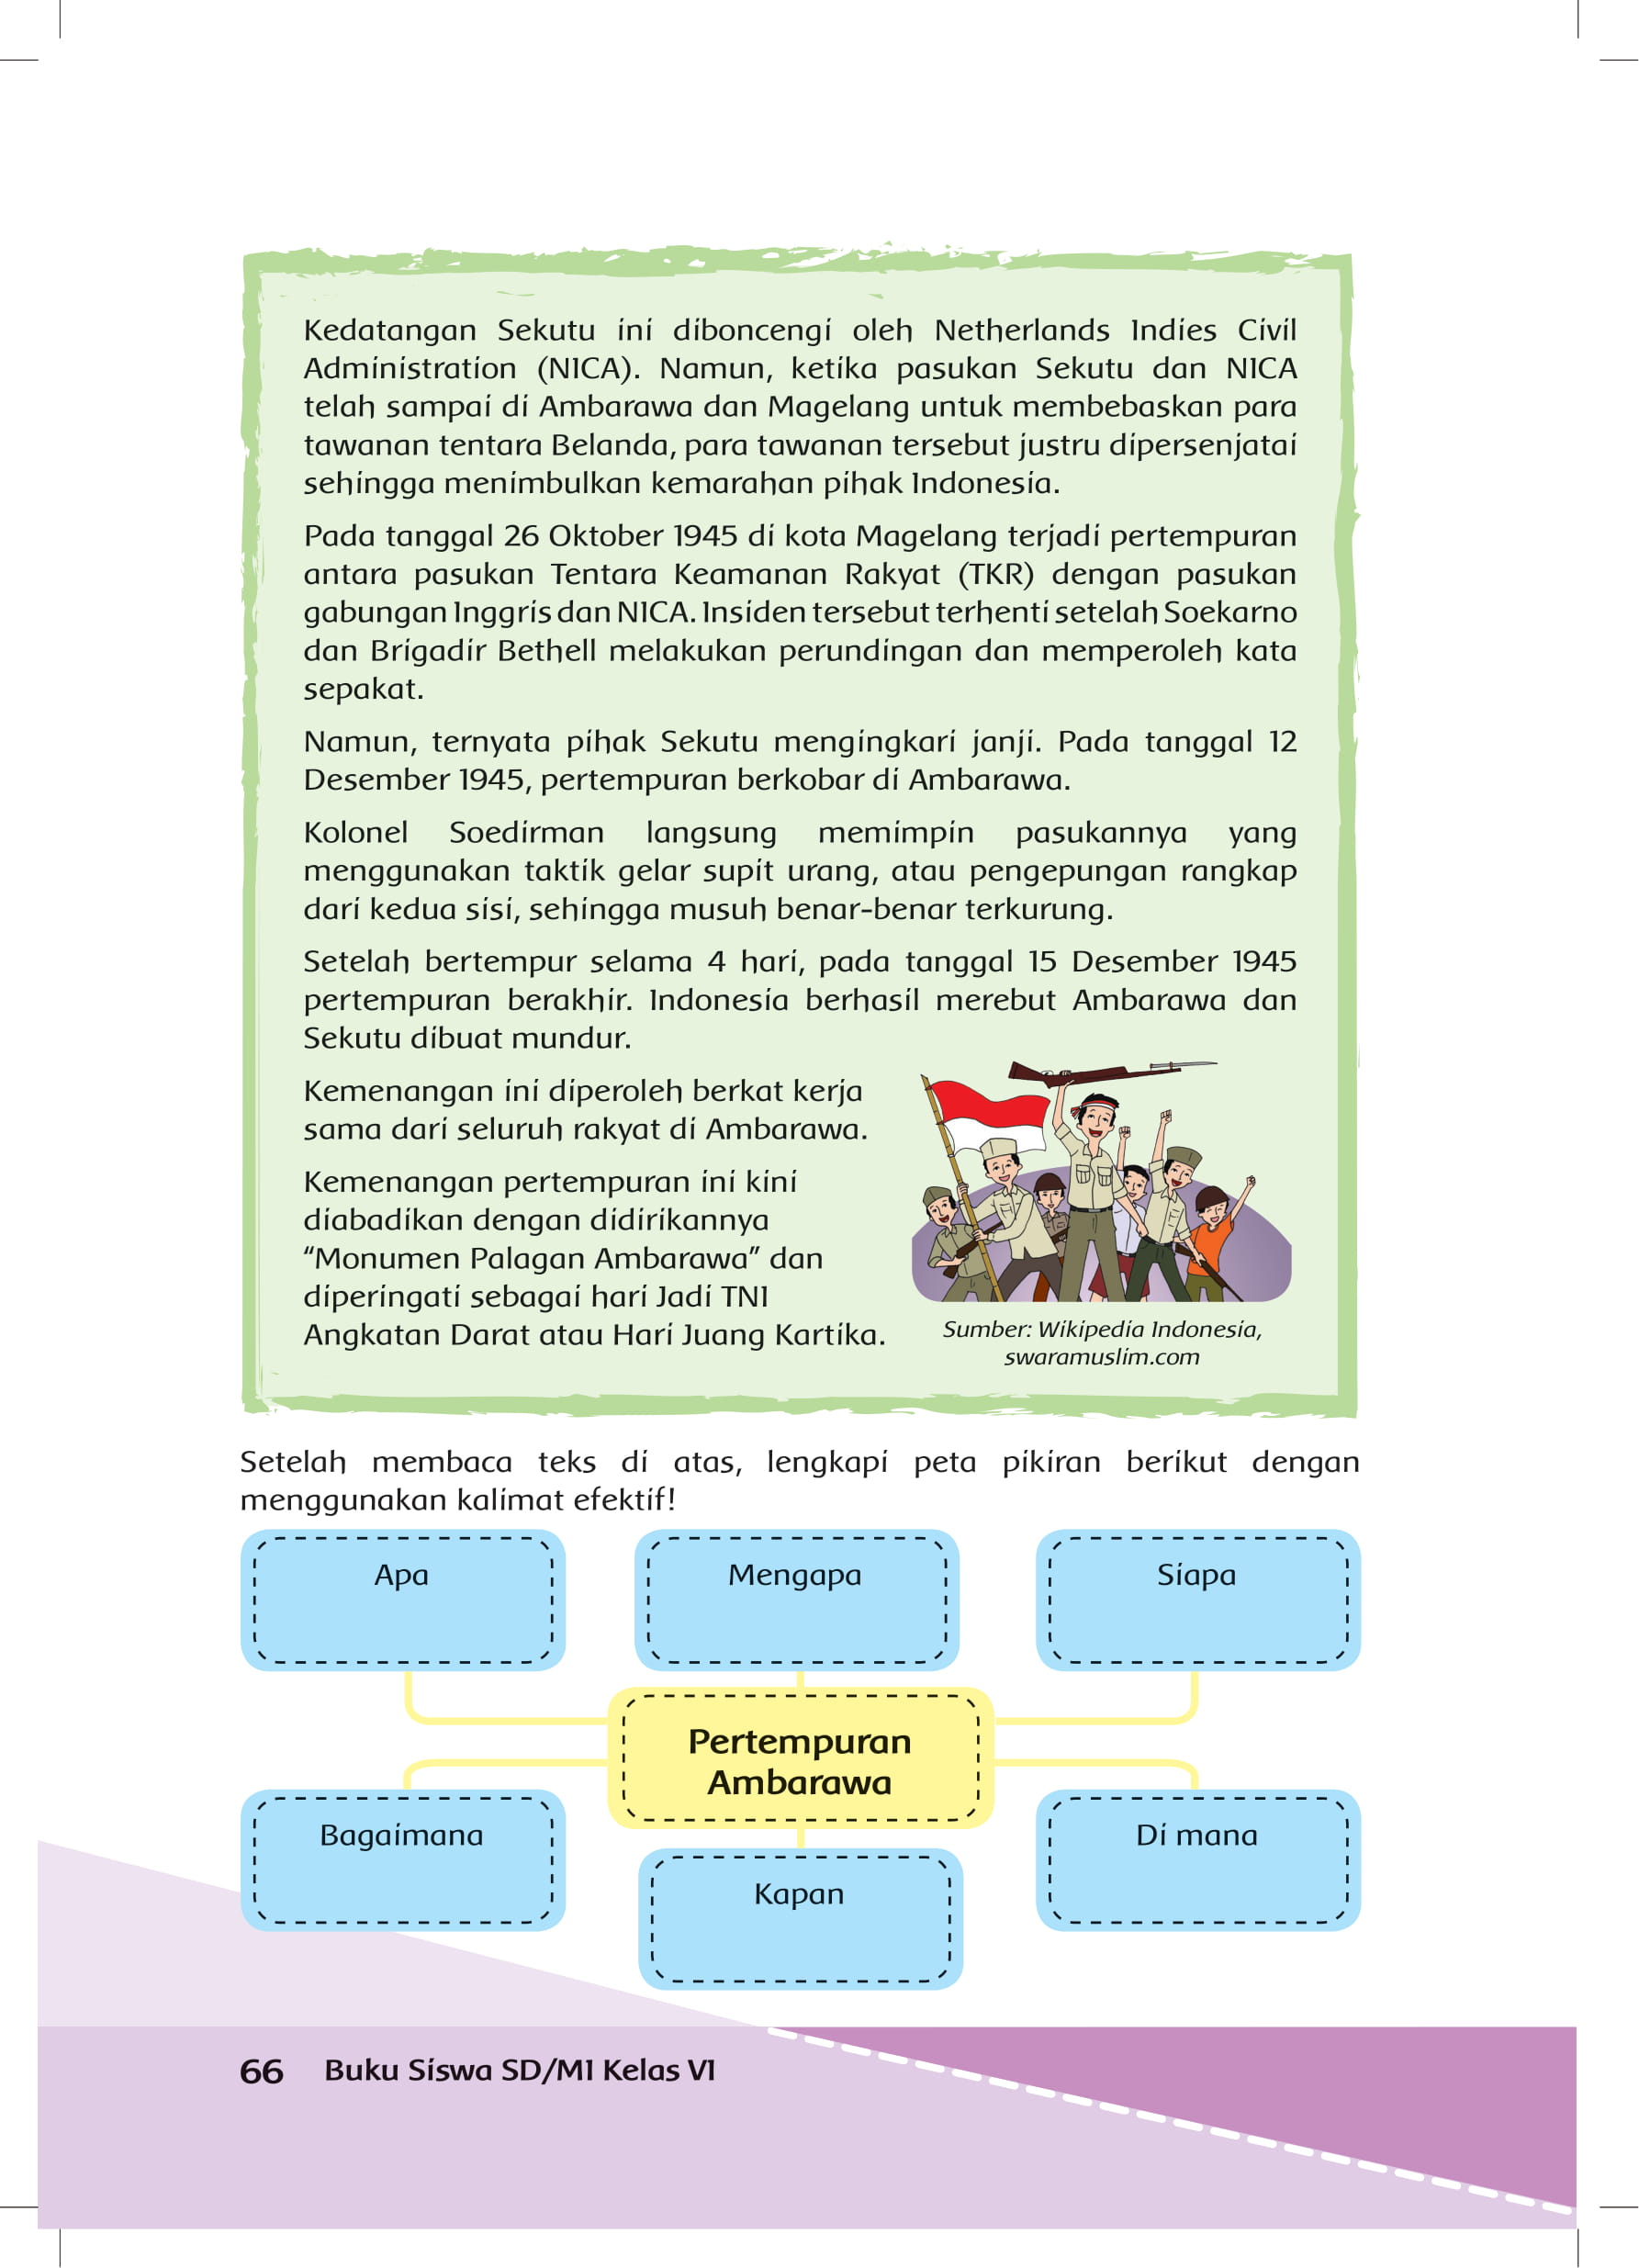 Kedatangan Sekutu ini diboncengi oleh Netherlands Indies Civil
Administration (NICA). Namun, ketika pasukan Sekutu dan NICA
telah sampai di Ambarawa dan Magelang untuk membebaskan para
tawanan tentara Belanda, para tawanan tersebut justru dipersenjatai
sehingga menimbulkan kemarahan pihak Indonesia.
Pada tanggal 26 Oktober 1945 di kota Magelang terjadi pertempuran
antara pasukan Tentara Keamanan Rakyat (TKR) dengan pasukan
gabungan Inggris dan NICA. Insiden tersebut terhenti setelah Soekarno
dan Brigadir Bethell melakukan perundingan dan memperoleh kata
sepakat.
Namun, ternyata pihak Sekutu mengingkari janji. Pada tanggal 12
Desember 1945, pertempuran berkobar di Ambarawa.
Kolonel Soedirman langsung memimpin pasukannya yang
menggunakan taktik gelar supit urang, atau pengepungan rangkap
dari kedua sisi, sehingga musuh benar-benar terkurung.
Setelah bertempur selama 4 hari, pada tanggal 15 Desember 1945
pertempuran berakhir. Indonesia berhasil merebut Ambarawa dan
Sekutu dibuat mundur.
Kemenangan ini diperoleh berkat kerja
sama dari seluruh rakyat di Ambarawa.
Kemenangan pertempuran ini kini
diabadikan dengan didirikannya
“Monumen Palagan Ambarawa” dan
diperingati sebagai hari Jadi TNI
Angkatan Darat atau Hari Juang Kartika.
Sumber: Wikipedia Indonesia,
swaramuslim.com
Setelah membaca teks di atas, lengkapi peta pikiran berikut dengan
menggunakan kalimat efektif!
Apa
Mengapa
Siapa
Pertempuran
Ambarawa
Bagaimana
Kapan
Di mana
66 Buku Siswa SD/MI Kelas VI